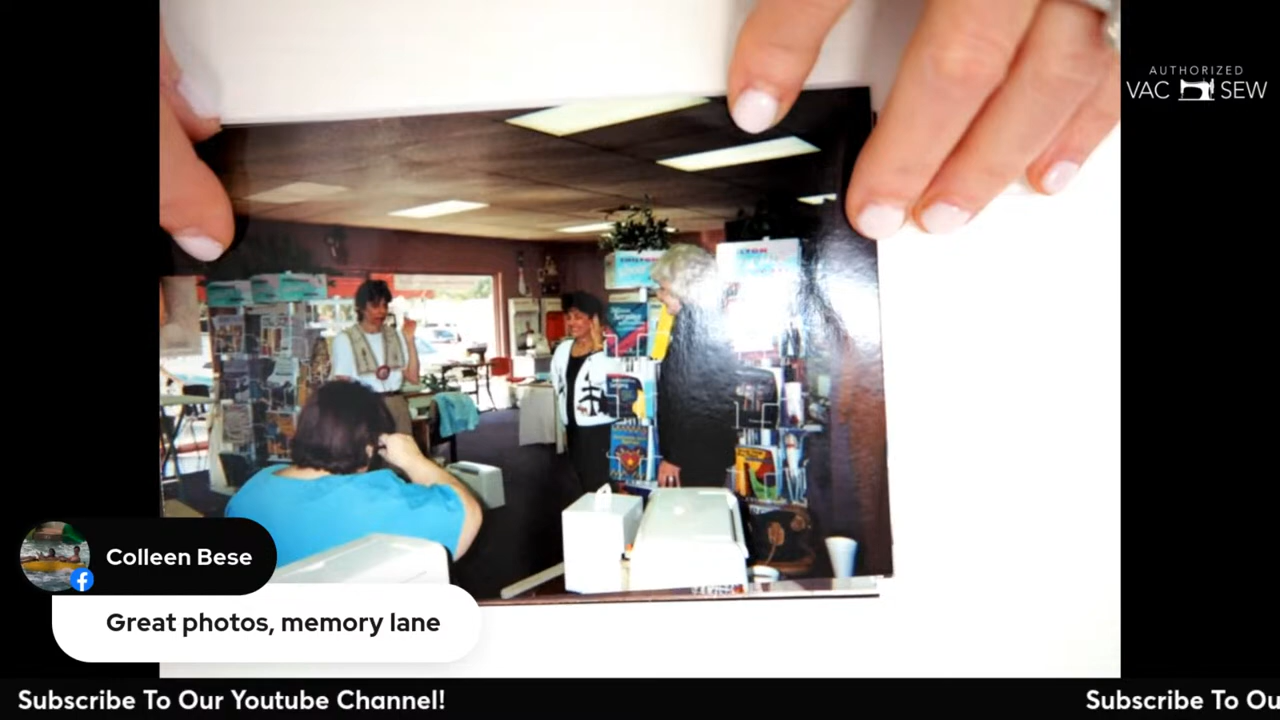 AUTHORIZED
VAC SEW
Colleen Bese
Great photos, memory lane
Subscribe To Our Youtube Channel!
Subscribe To Ou